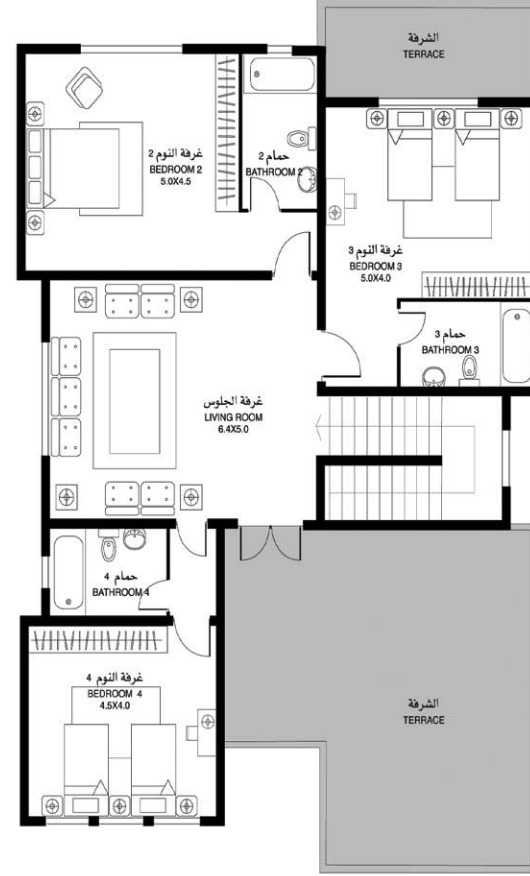 الشرفة
TERRACE
غرفة النوم 2
BEDROOM 2
5.0X4.5
حمام 2
BATHROOM 2
غرفة النوم 3
BEDROOM 3
5.0X4.0
حمام 3
BATHROOM 3
غرفة الجلوس
LIVING ROOM
6.4X5.0
حمام 4
BATHROOM 4
غرفة النوم 4
BEDROOM 4
4.5X4.0
الشرفة
TERRACE